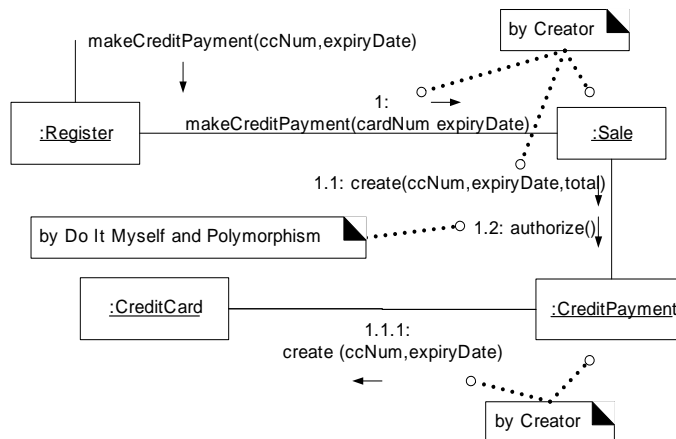 makeCreditPayment(ccNum,expiryDate)
by Creator
1:
makeCreditPayment(cardNum expiryDate)
:Register
:Sale
1.1: create(ccNum,expiryDate,total)
by Do It Myself and Polymorphism
1.2: authorize()
:CreditCard
:CreditPayment
1.1.1:
create (ccNum,expiryDate)
by Creator